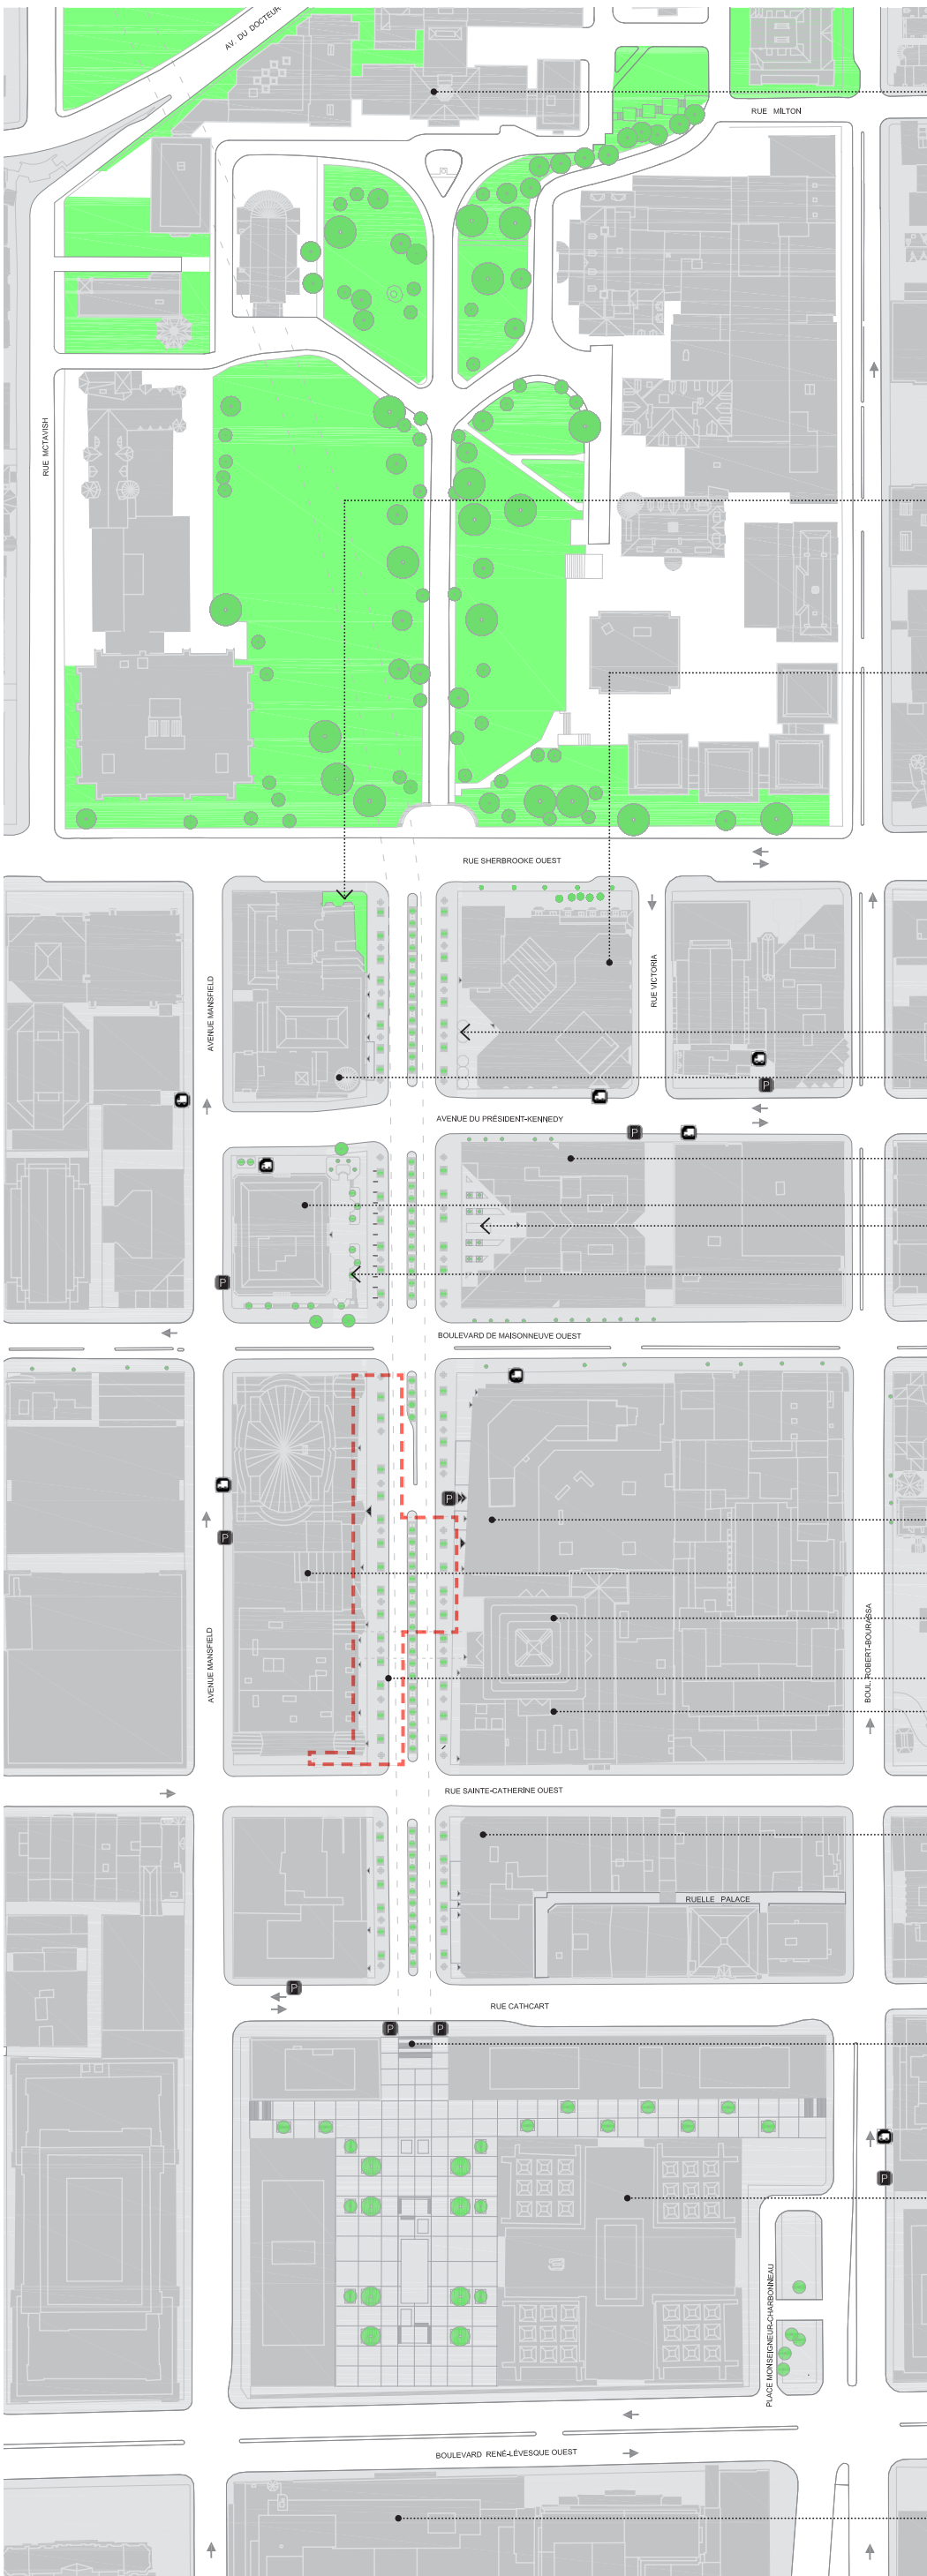 AV. DU DOCTEUR
RUE MILTON
RUE MCTAVISH
RUE SHERBROOKE OUEST
AVENUE MANSFIELD
RUE VICTORIA
P
AVENUE DU PRÉSIDENT-KENNEDY
P
P
BOULEVARD DE MAISONNEUVE OUEST
P
P
AVENUE MANSFIELD
BOUL. ROBERT-BOURASSA
RUE SAINTE-CATHERINE OUEST
RUELLE PALACE
P
RUE CATHCART
P
P
P
PLACE MONSEIGNEUR-CHARBONNEAU
BOULEVARD RENÉ-LÉVESQUE OUEST